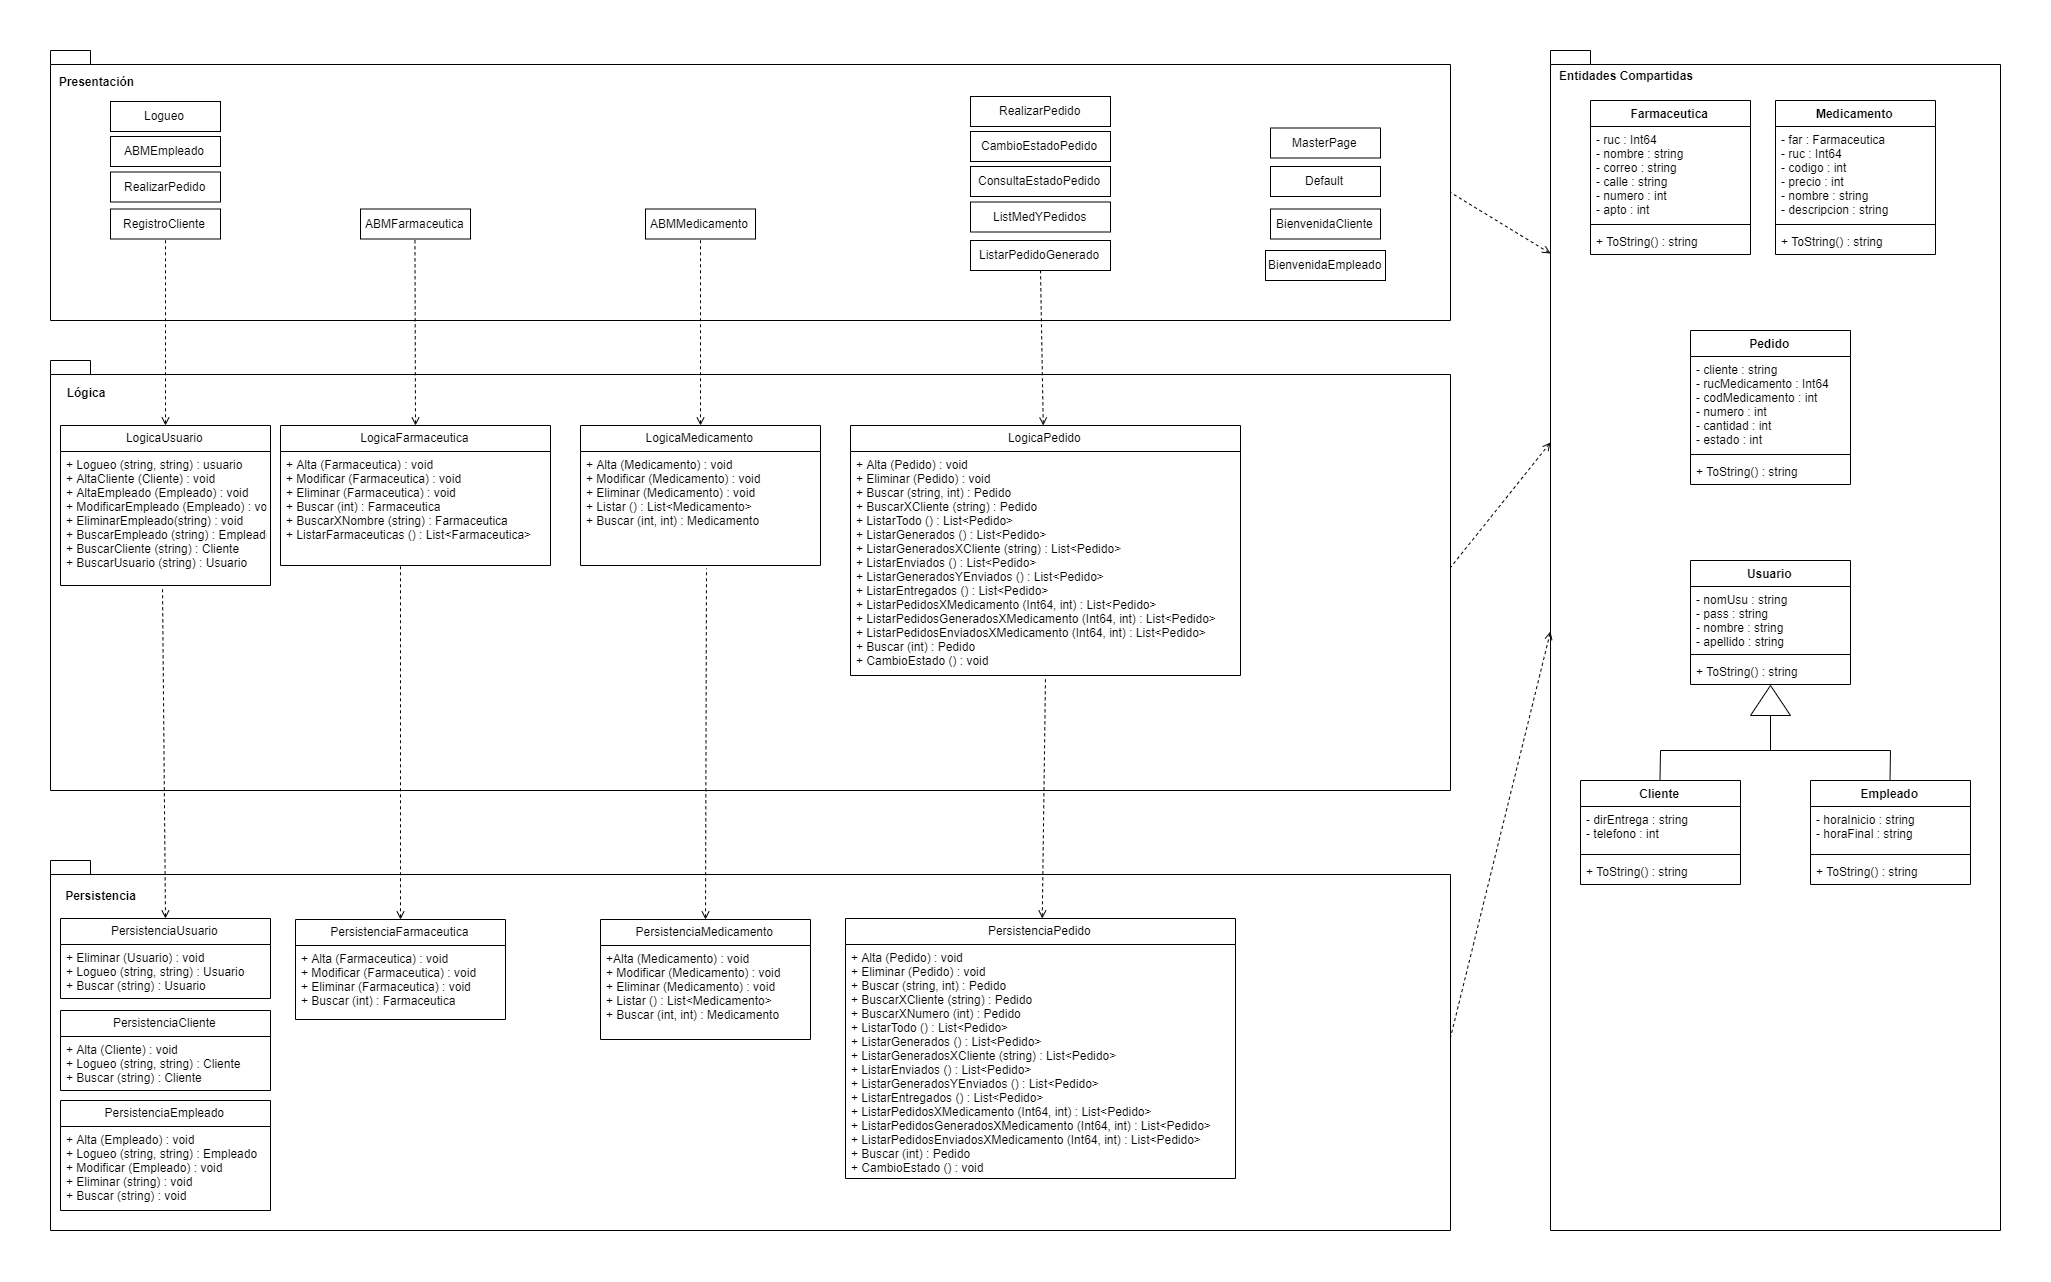 Presentación
Logueo
ABMEmpleado
RealizarPedido
RegistroCliente
ABMFarmaceutica
ABMMedicamento
RealizarPedido
CambioEstadoPedido
ConsultaEstadoPedido
ListMedYPedidos
ListarPedidoGenerado
MasterPage
Default
BienvenidaCliente
BienvenidaEmpleado
Lógica
LogicaUsuario
+ Logueo (string, string) : usuario
+ AltaCliente (Cliente) : void
+ AltaEmpleado (Empleado) : void
+ ModificarEmpleado (Empleado) : vo
+ EliminarEmpleado(string) : void
+ BuscarEmpleado (string) : Emplead
+ BuscarCliente (string) : Cliente
+ BuscarUsuario (string) : Usuario
LogicaFarmaceutica
+ Alta (Farmaceutica) : void
+ Modificar (Farmaceutica) : void
+ Eliminar (Farmaceutica) : void
+ Buscar (int) : Farmaceutica
+ BuscarXNombre (string) : Farmaceutica
+ ListarFarmaceuticas () : List<Farmaceutica>
LogicaMedicamento
+ Alta (Medicamento) : void
+ Modificar (Medicamento) : void
+ Eliminar (Medicamento) : void
+ Listar () : List<Medicamento>
+ Buscar (int, int) : Medicamento
LogicaPedido
+ Alta (Pedido) : void
+ Eliminar (Pedido) : void
+ Buscar (string, int) : Pedido
+ BuscarXCliente (string) : Pedido
+ ListarTodo () : List<Pedido>
+ ListarGenerados () : List<Pedido>
+ ListarGeneradosXCliente (string) : List<Pedido>
+ ListarEnviados () : List<Pedido>
+ ListarGeneradosYEnviados () : List<Pedido>
+ ListarEntregados () : List<Pedido>
+ ListarPedidosXMedicamento (Int64, int) : List<Pedido>
+ ListarPedidosGeneradosXMedicamento (Int64, int) : List<Pedido>
+ ListarPedidosEnviadosXMedicamento (Int64, int) : List<Pedido>
+ Buscar (int) : Pedido
+ CambioEstado () : void
Persistencia
PersistenciaUsuario
+ Eliminar (Usuario) : void
+ Logueo (string, string) : Usuario
+ Buscar (string) : Usuario
PersistenciaCliente
+ Alta (Cliente) : void
+ Logueo (string, string) : Cliente
+ Buscar (string) : Cliente
PersistenciaEmpleado
+ Alta (Empleado) : void
+ Logueo (string, string) : Empleado
+ Modificar (Empleado) : void
+ Eliminar (string) : void
+ Buscar (string) : void
PersistenciaFarmaceutica
+ Alta (Farmaceutica) : void
+ Modificar (Farmaceutica) : void
+ Eliminar (Farmaceutica) : void
+ Buscar (int) : Farmaceutica
PersistenciaMedicamento
+Alta (Medicamento) : void
+ Modificar (Medicamento) : void
+ Eliminar (Medicamento) : void
+ Listar () : List<Medicamento>
+ Buscar (int, int) : Medicamento
PersistenciaPedido
+ Alta (Pedido) : void
+ Eliminar (Pedido) : void
+ Buscar (string, int) : Pedido
+ BuscarXCliente (string) : Pedido
+ BuscarXNumero (int) : Pedido
+ ListarTodo () : List<Pedido>
+ ListarGenerados () : List<Pedido>
+ ListarGeneradosXCliente (string) : List<Pedido>
+ ListarEnviados () : List<Pedido>
+ ListarGeneradosYEnviados () : List<Pedido>
+ ListarEntregados () : List<Pedido>
+ ListarPedidosXMedicamento (Int64, int) : List<Pedido>
+ ListarPedidosGeneradosXMedicamento (Int64, int) : List<Pedido>
+ ListarPedidosEnviadosXMedicamento (Int64, int) : List<Pedido>
+ Buscar (int) : Pedido
+ CambioEstado () : void
Entidades Compartidas
Farmaceutica
- ruc : Int64
- nombre : string
- correo : string
- calle : string
- numero : int
- apto : int
+ ToString() : string
Medicamento
- far : Farmaceutica
- ruc : Int64
- codigo : int
- precio : int
- nombre : string
- descripcion : string
+ ToString() : string
Pedido
- cliente : string
- rucMedicamento : Int64
- codMedicamento : int
- numero : int
- cantidad : int
- estado : int
+ ToString() : string
Usuario
- nomUsu : string
- pass : string
- nombre : string
- apellido : string
+ ToString() : string
Cliente
- dirEntrega : string
- telefono : int
+ ToString() : string
Empleado
- horaInicio : string
- horaFinal : string
+ ToString() : string